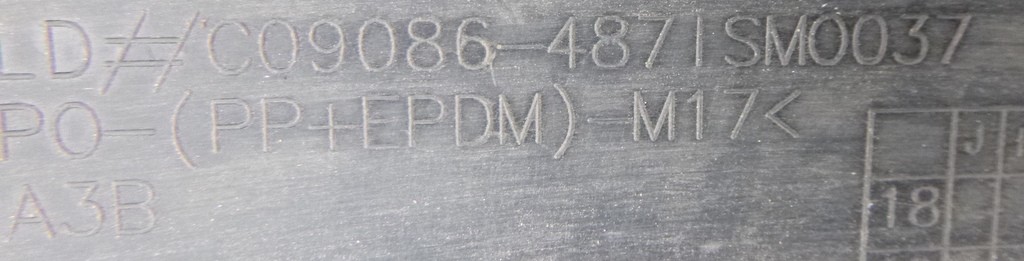 LD#/C09086-4871SM0037
PO-(PP+EPDM)-M17<
A3B
J
18